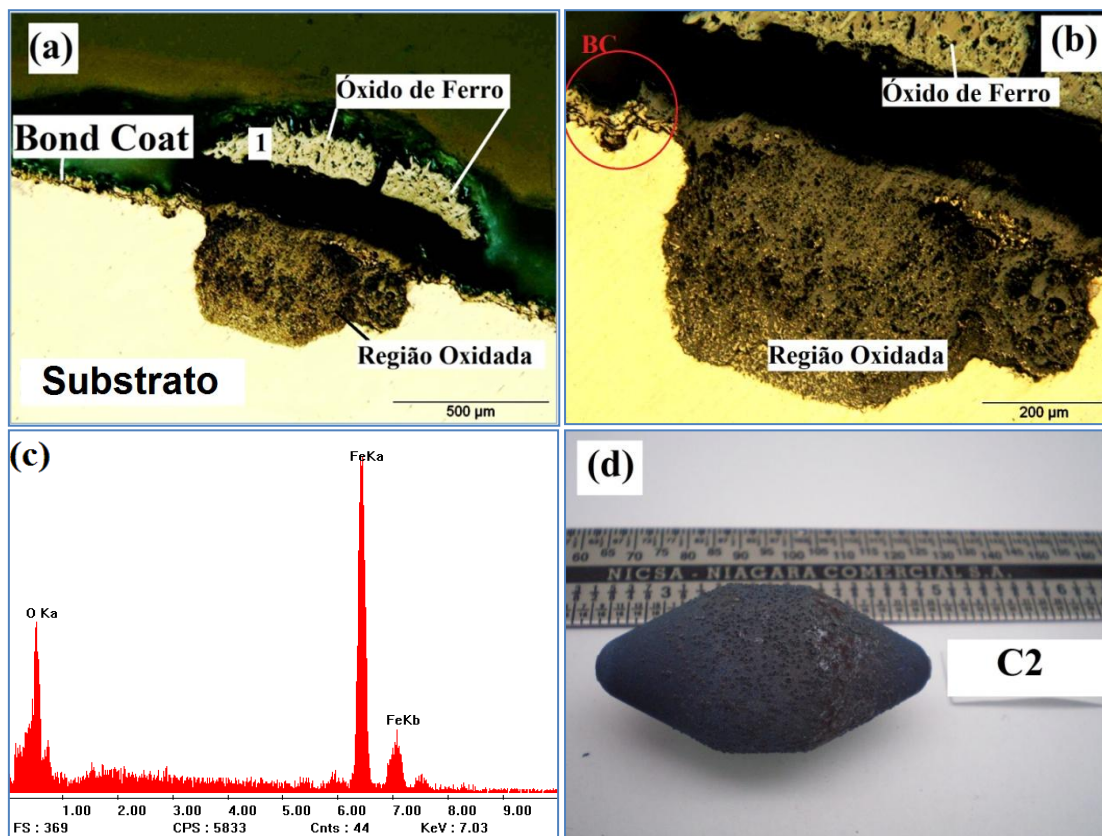 (a)
Óxido de Ferro
Bond Coat
1
Região Oxidada
Substrato
500 µm
(b)
BC
Óxido de Ferro
Região Oxidada
200 µm
(c)
FeKa
O Ka
FeKb
1.00 2.00 3.00 4.00 5.00 6.00 7.00 8.00 9.00
FS : 369 CPS : 5833 Cnts : 44 KeV : 7.03
(d)
NICSA - NIAGARA COMERCIAL S.A.
C2